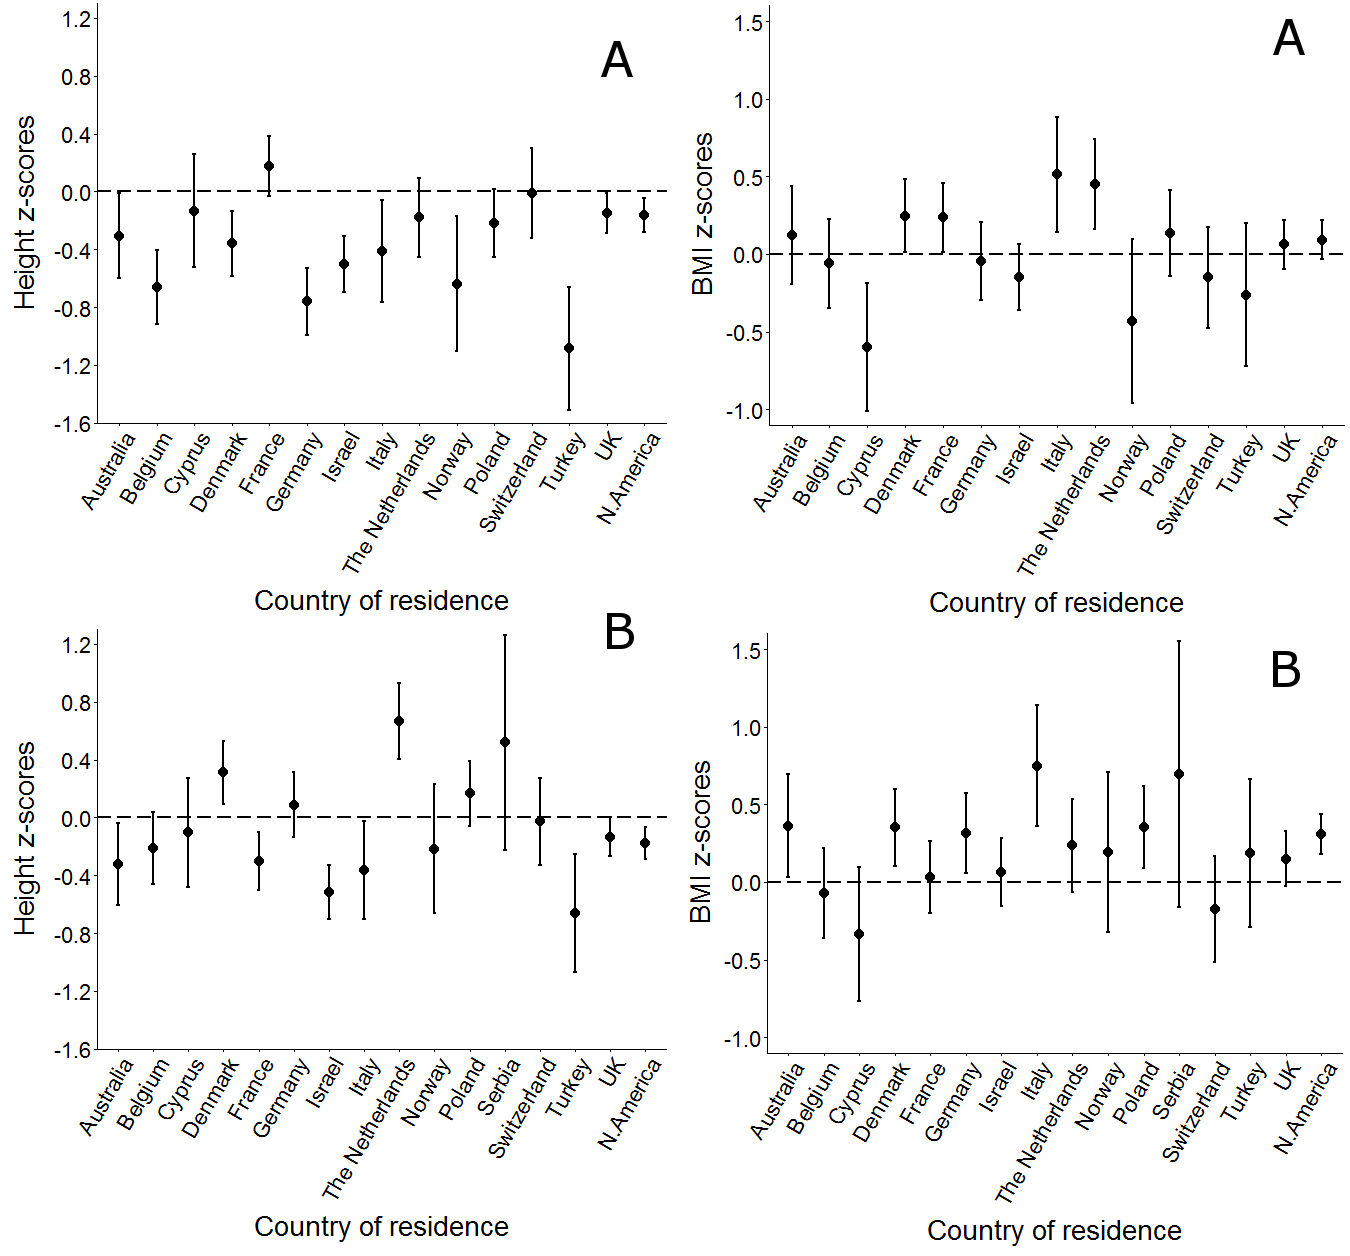 A
Height z-scores
1.2
0.8
0.4
0.0
-0.4
-0.8
-1.2
-1.6
Australia
Belgium
Cyprus
Denmark
France
Germany
Israel
Italy
The Netherlands
Norway
Poland
Switzerland
Turkey
UK
N.America
Country of residence
A
BMI z-scores
1.5
1.0
0.5
0.0
-0.5
-1.0
Australia
Belgium
Cyprus
Denmark
France
Germany
Israel
Italy
The Netherlands
Norway
Poland
Switzerland
Turkey
UK
N.America
Country of residence
B
Height z-scores
1.2
0.8
0.4
0.0
-0.4
-0.8
-1.2
-1.6
Australia
Belgium
Cyprus
Denmark
France
Germany
Israel
Italy
The Netherlands
Norway
Poland
Serbia
Switzerland
Turkey
UK
N.America
Country of residence
B
BMI z-scores
1.5
1.0
0.5
0.0
-0.5
-1.0
Australia
Belgium
Cyprus
Denmark
France
Germany
Israel
Italy
The Netherlands
Norway
Poland
Serbia
Switzerland
Turkey
UK
N.America
Country of residence